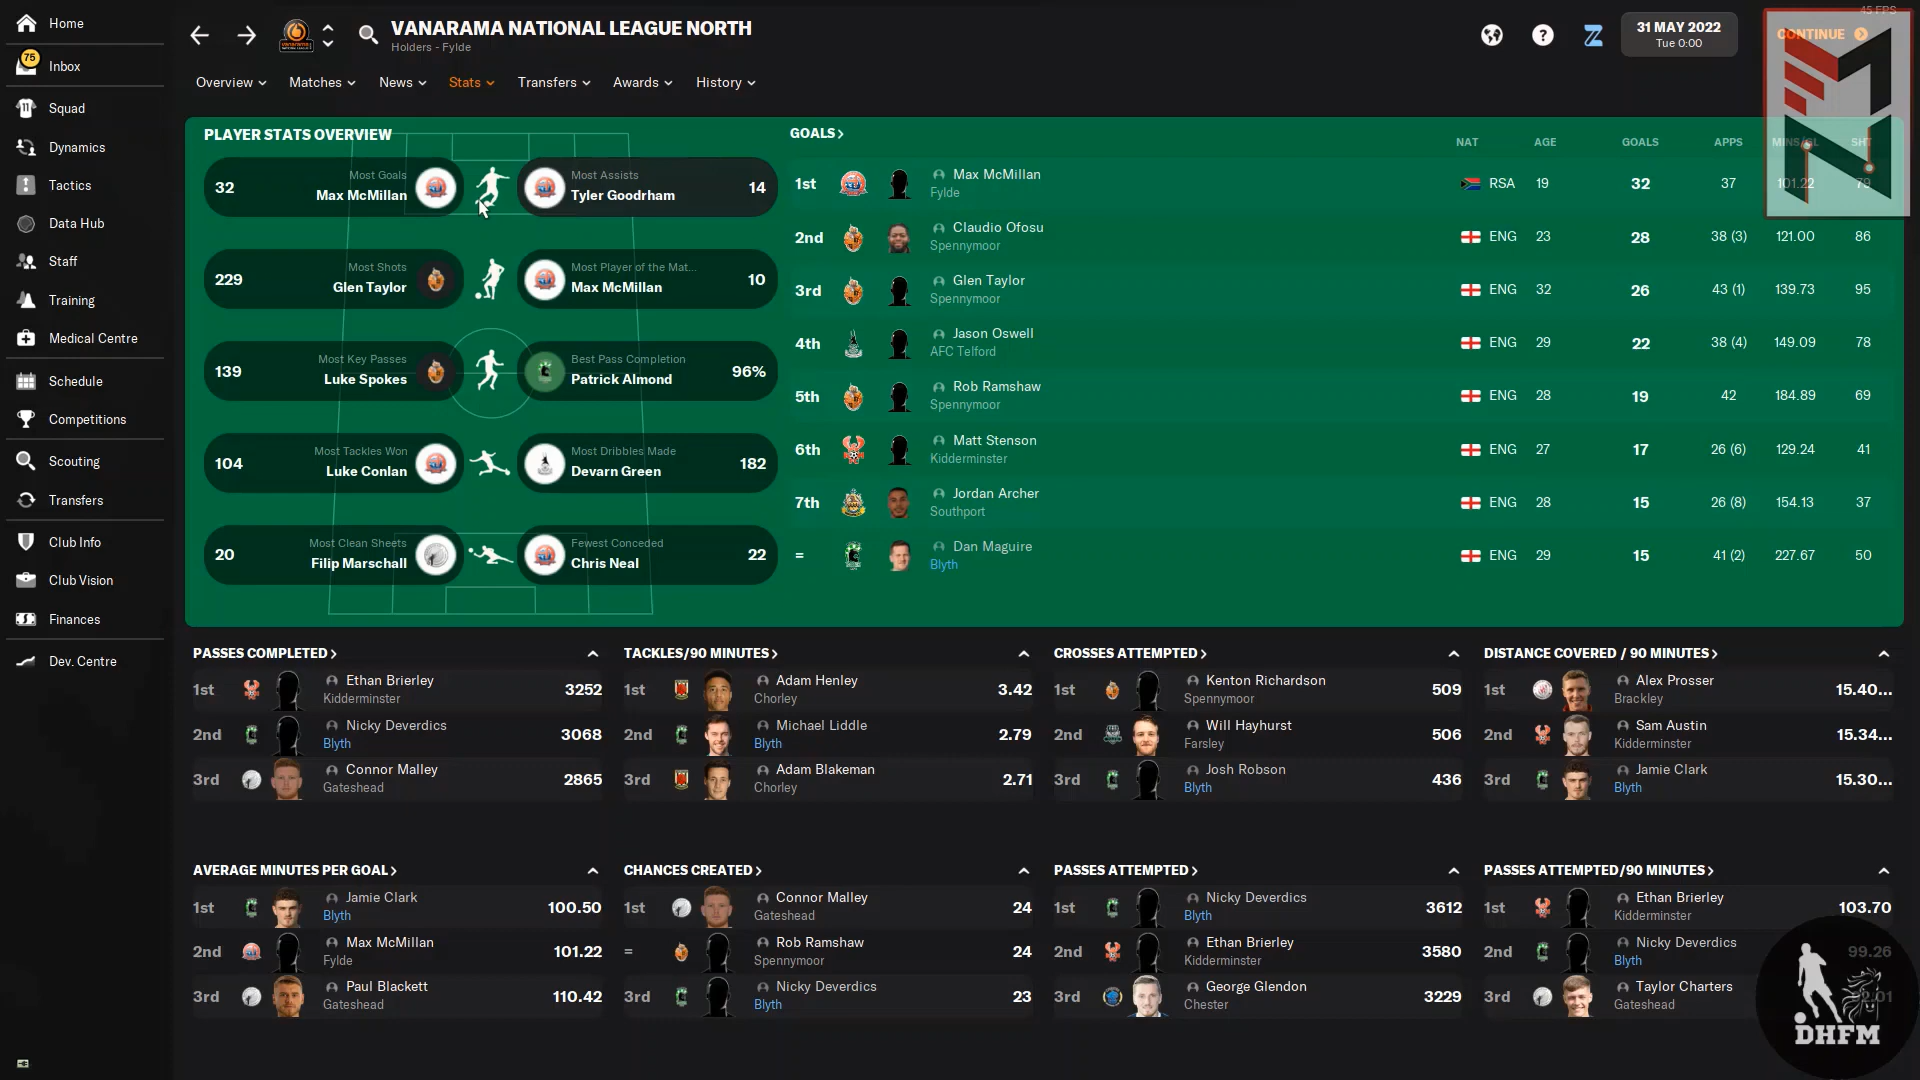 Home
75
Inbox
Squad
Dynamics
Tactics
Data Hub
Staff
Training
Medical Centre
Schedule
Competitions
Scouting
Transfers
Club Info
Club Vision
Finances
Dev. Centre
VANARAMA NATIONAL LEAGUE NORTH
Holders - Fylde
31 MAY 2022
Tue 0:00
45 FPS
CONTINUE
Overview
Matches
News
Stats
Transfers
Awards
History
PLAYER STATS OVERVIEW
32 Most Goals
Max McMillan
Most Assists
Tyler Goodrham 14
229 Most Shots
Glen Taylor
Most Player of the Mat...
Max McMillan 10
139 Most Key Passes
Luke Spokes
Best Pass Completion
Patrick Almond 96%
104 Most Tackles Won
Luke Conlan
Most Dribbles Made
Devarn Green 182
20 Most Clean Sheets
Filip Marschall
Fewest Conceded
Chris Neal 22
GOALS
NAT AGE GOALS APPS MINS/GL SHT
1st Max McMillan RSA 19 32 37 101.22 79
Fylde
2nd Claudio Ofosu ENG 23 28 38 (3) 121.00 86
Spennymoor
3rd Glen Taylor ENG 32 26 43 (1) 139.73 95
Spennymoor
4th Jason Oswell ENG 29 22 38 (4) 149.09 78
AFC Telford
5th Rob Ramshaw ENG 28 19 42 184.89 69
Spennymoor
6th Matt Stenson ENG 27 17 26 (6) 129.24 41
Kidderminster
7th Jordan Archer ENG 28 15 26 (8) 154.13 37
Southport
= Dan Maguire ENG 29 15 41 (2) 227.67 50
Blyth
PASSES COMPLETED
1st Ethan Brierley 3252
Kidderminster
2nd Nicky Deverdics 3068
Blyth
3rd Connor Malley 2865
Gateshead
TACKLES/90 MINUTES
1st Adam Henley 3.42
Chorley
2nd Michael Liddle 2.79
Blyth
3rd Adam Blakeman 2.71
Chorley
CROSSES ATTEMPTED
1st Kenton Richardson 509
Spennymoor
2nd Will Hayhurst 506
Farsley
3rd Josh Robson 436
Blyth
DISTANCE COVERED / 90 MINUTES
1st Alex Prosser 15.40...
Brackley
2nd Sam Austin 15.34...
Kidderminster
3rd Jamie Clark 15.30...
Blyth
AVERAGE MINUTES PER GOAL
1st Jamie Clark 100.50
Blyth
2nd Max McMillan 101.22
Fylde
3rd Paul Blackett 110.42
Gateshead
CHANCES CREATED
1st Connor Malley 24
Gateshead
= Rob Ramshaw 24
Spennymoor
3rd Nicky Deverdics 23
Blyth
PASSES ATTEMPTED
1st Nicky Deverdics 3612
Blyth
2nd Ethan Brierley 3580
Kidderminster
3rd George Glendon 3229
Chester
PASSES ATTEMPTED/90 MINUTES
1st Ethan Brierley 103.70
Kidderminster
2nd Nicky Deverdics 99.26
Blyth
3rd Taylor Charters
Gateshead
DHFM